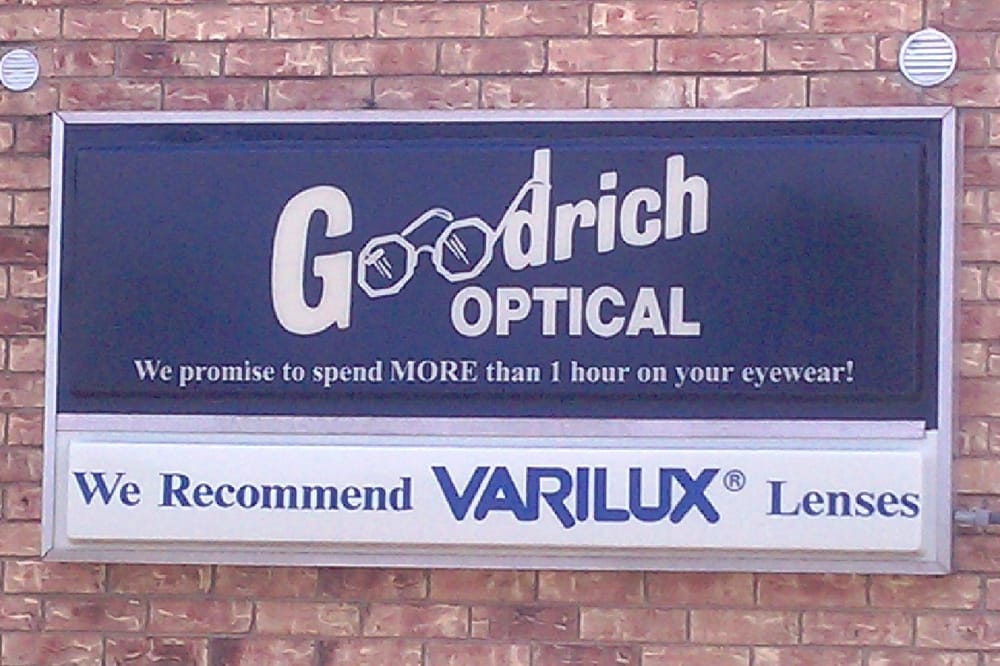 Goodrich
OPTICAL
We promise to spend MORE than 1 hour on your eyewear!
We Recommend VARILUX® Lenses